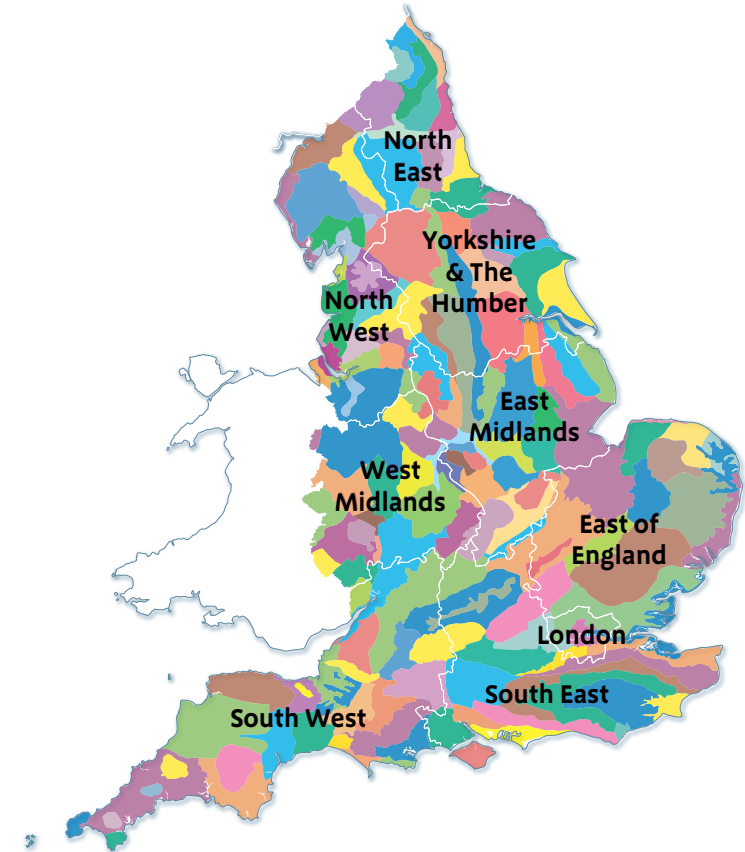 North
East
Yorkshire
& The
Humber
North
West
East
Midlands
West
Midlands
East of
England
London
South East
South West